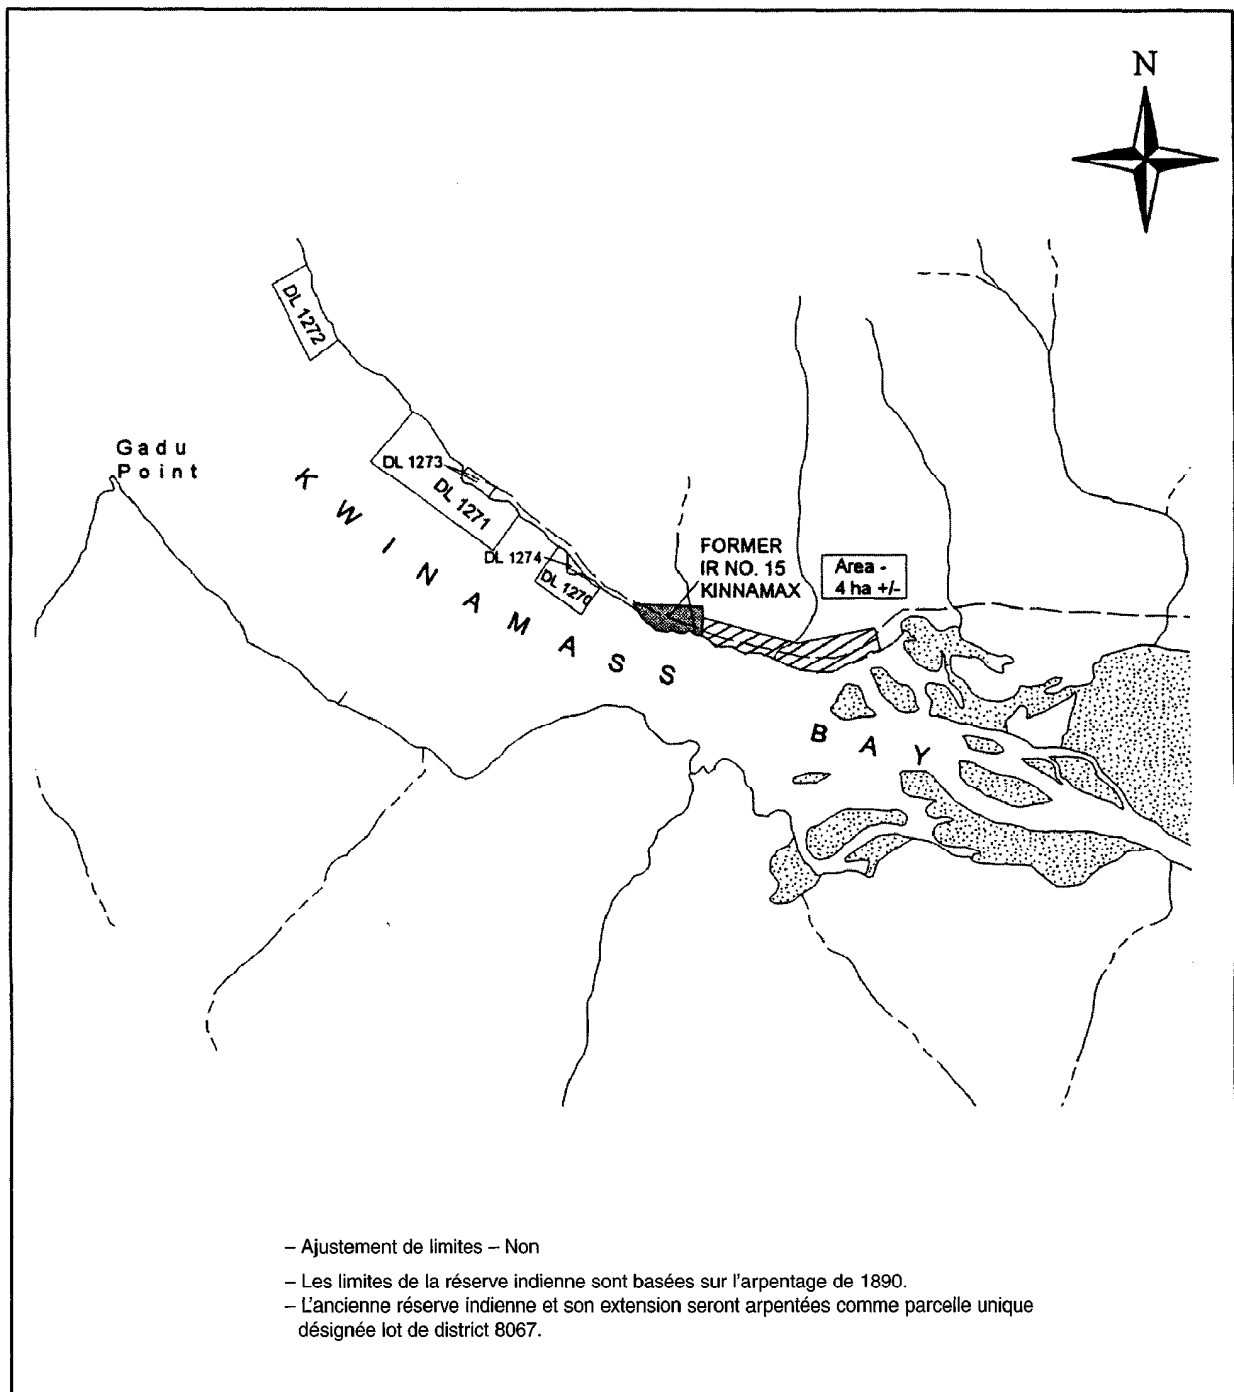 N
DL 1272
Gadu
Point
DL 1273
DL 1271
DL 1274
DL 1270
KWINAMASS
BAY
FORMER
IR NO. 15
KINNAMAX
Area -
4 ha +/-
– Ajustement de limites – Non
– Les limites de la réserve indienne sont basées sur l'arpentage de 1890.
– L'ancienne réserve indienne et son extension seront arpentées comme parcelle unique
désignée lot de district 8067.